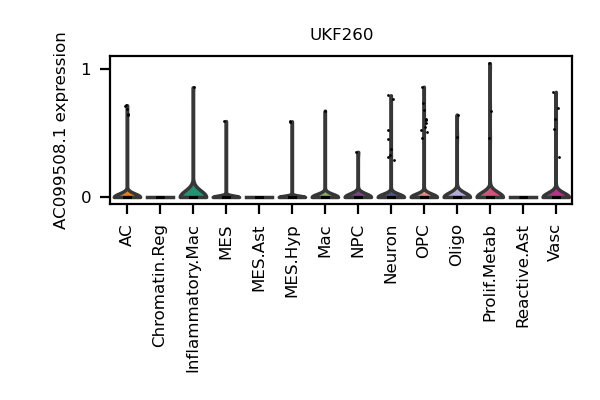 UKF260
AC099508.1 expression
1
0
AC
Chromatin.Reg
Inflammatory.Mac
MES
MES.Ast
MES.Hyp
Mac
NPC
Neuron
OPC
Oligo
Prolif.Metab
Reactive.Ast
Vasc